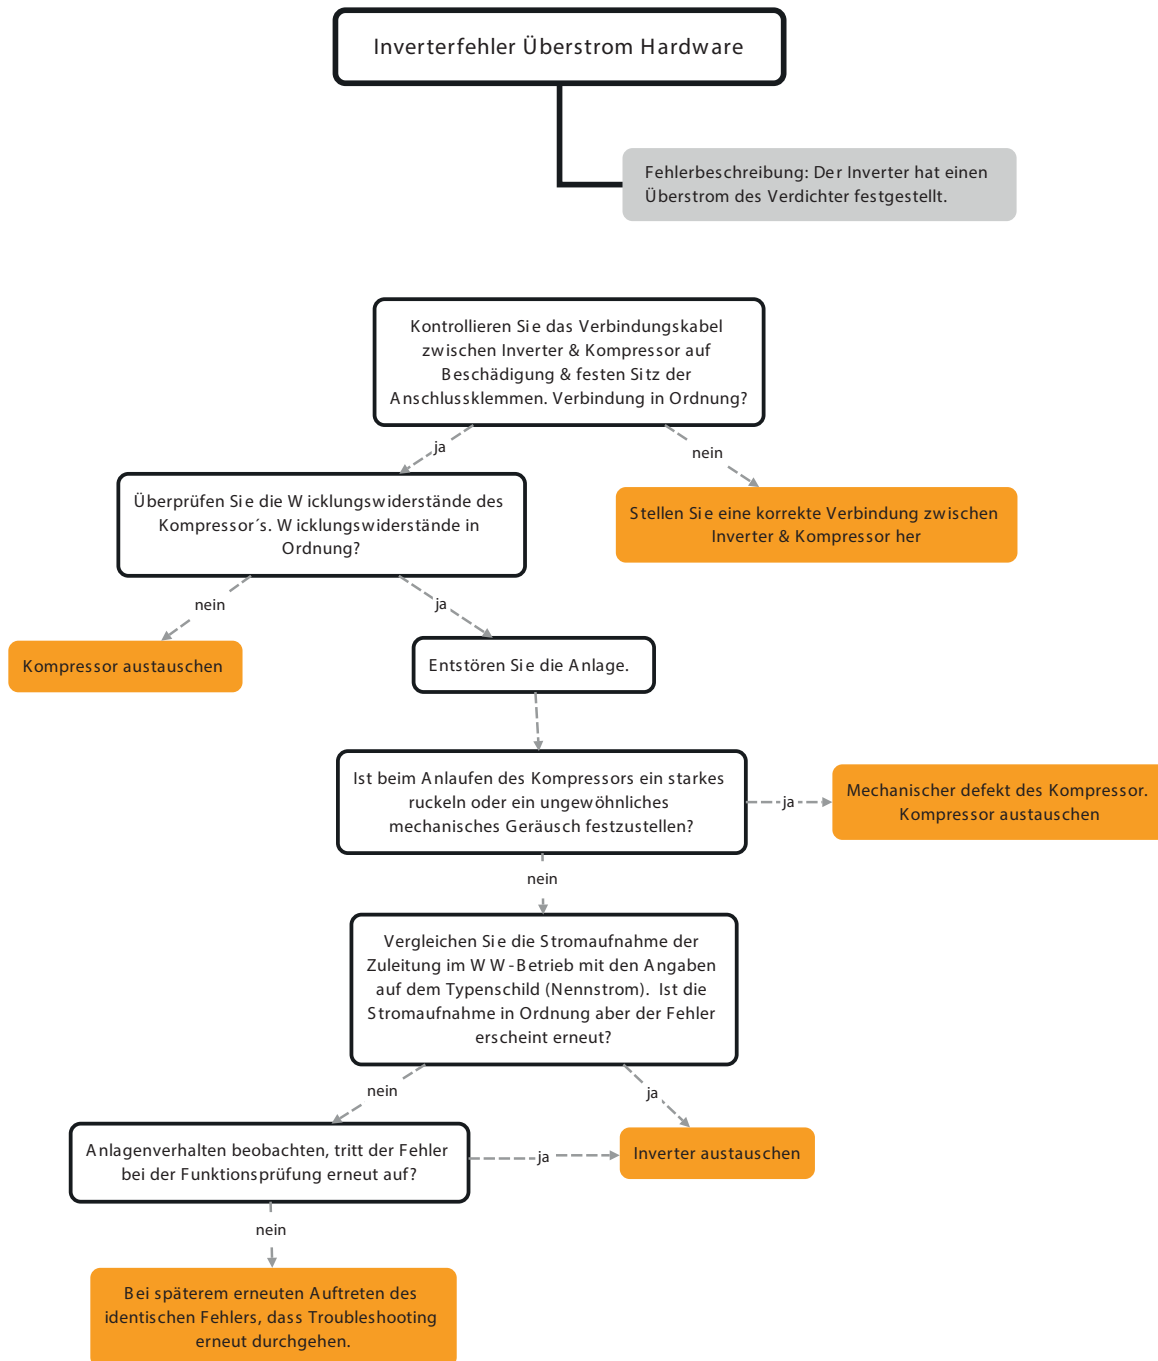 Inverterfehler Überstrom Hardware
Fehlerbeschreibung: Der Inverter hat einen
Überstrom des Verdichter festgestellt.
Kontrollieren Sie das Verbindungskabel
zwischen Inverter & Kompressor auf
Beschädigung & festen Sitz der
Anschlussklemmen. Verbindung in Ordnung?
ja
nein
Überprüfen Sie die Wicklungswiderstände des
Kompressor´s. Wicklungswiderstände in
Ordnung?
Stellen Sie eine korrekte Verbindung zwischen
Inverter & Kompressor her
nein
ja
Kompressor austauschen
Entstören Sie die Anlage.
Ist beim Anlaufen des Kompressors ein starkes
ruckeln oder ein ungewöhnliches
mechanisches Geräusch festzustellen?
ja
Mechanischer defekt des Kompressor.
Kompressor austauschen
nein
Vergleichen Sie die Stromaufnahme der
Zuleitung im WW-Betrieb mit den Angaben
auf dem Typenschild (Nennstrom). Ist die
Stromaufnahme in Ordnung aber der Fehler
erscheint erneut?
nein
ja
Anlagenverhalten beobachten, tritt der Fehler
bei der Funktionsprüfung erneut auf?
ja
Inverter austauschen
nein
Bei späterem erneuten Auftreten des
identischen Fehlers, dass Troubleshooting
erneut durchgehen.